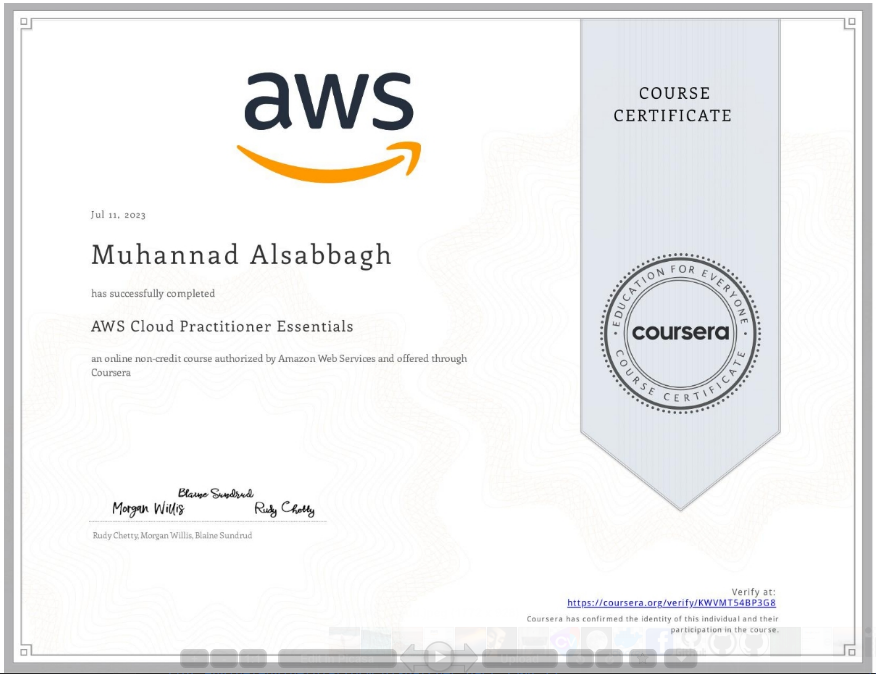 aws
COURSE
CERTIFICATE
Jul 11, 2023
Muhannad Alsabbagh
has successfully completed
AWS Cloud Practitioner Essentials
an online non-credit course authorized by Amazon Web Services and offered through
Coursera
EDUCATION FOR EVERYONE
coursera
COURSE CERTIFICATE
Blaine Sundrud
Morgan Willis
Rudy Chetty
Rudy Chetty, Morgan Willis, Blaine Sundrud
Verify at:
https://coursera.org/verify/KWVMT54BP3G8
Coursera has confirmed the identity of this individual and their
participation in the course.